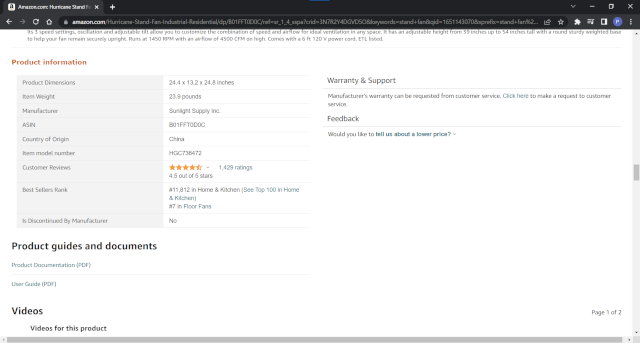 Amazon.com: Hurricane Stand F
amazon.com/Hurricane-Stand-Fan-Industrial-Residential/dp/B01FFT0D0C/ref=sr_1_4_sspa?crid=3N7R2Y4D0VD5O&keywords=stand+fan&qid=1651143070&sprefix=stand+fan%2...
Its 3 speed settings, oscillation and adjustable tilt allow you to customize the combination of speed and airflow for ideal ventilation in any space. It has an adjustable height from 39 inches up to 54 inches tall with a round sturdy weighted base
to help your fan remain securely upright. Runs at 1450 RPM with an airflow of 4500 CFM on high. Comes with a 6 ft 120 V power cord. ETL listed.
Product information
Product Dimensions 24.4 x 13.2 x 24.8 inches
Item Weight 23.9 pounds
Manufacturer Sunlight Supply Inc.
ASIN B01FFT0D0C
Country of Origin China
Item model number HGC736472
Customer Reviews 1,429 ratings
4.5 out of 5 stars
Best Sellers Rank #11,812 in Home & Kitchen (See Top 100 in Home
& Kitchen)
#7 in Floor Fans
Is Discontinued By Manufacturer No
Warranty & Support
Manufacturer's warranty can be requested from customer service. Click here to make a request to customer
service.
Feedback
Would you like to tell us about a lower price?
Product guides and documents
Product Documentation (PDF)
User Guide (PDF)
Videos
Page 1 of 2
Videos for this product